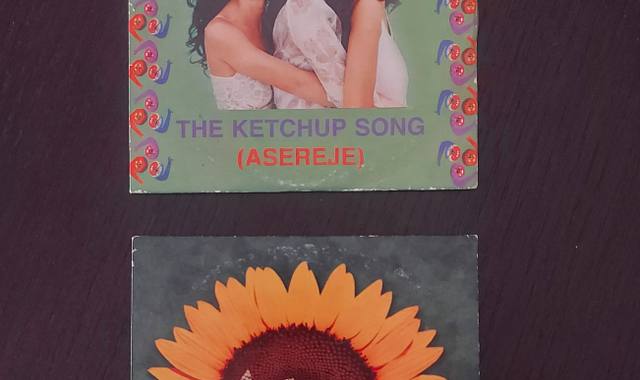 THE KETCHUP SONG
(ASEREJE)